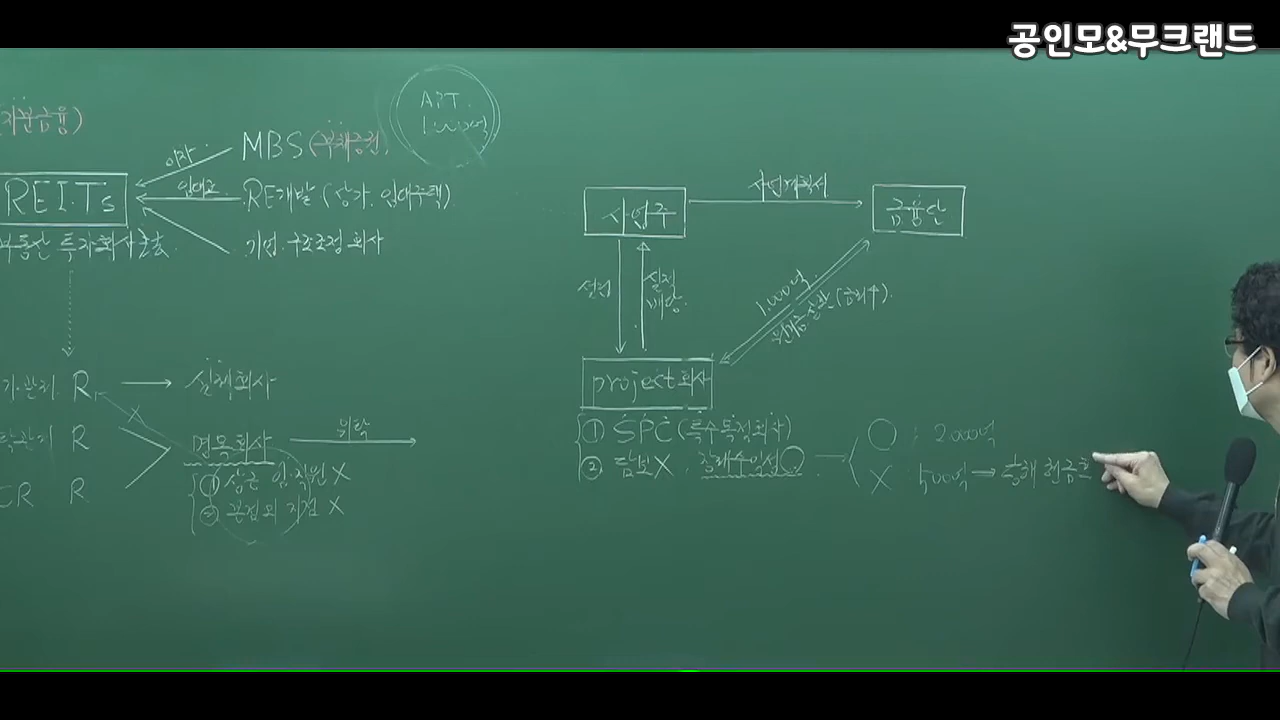 공인모&무크랜드
APT
1,000억
(지분금융)
MBS (부채증권)
이자
REITs
임대료
RE개발 (상가. 임대주택)
부동산 투자회사
기업. 구조조정 회사
R → 실체회사
X
R
명목회사
위탁
CR R
① 상근 임.직원 X
② 본점외 지점 X
사업주
사업계획서
금융단
설립
실적
배당
1,000억
원리금 상환 (금리↑)
project회사
① SPC (특수목적회사)
② 담보X. 장래수익성○
○ : 2,000억
X 500억 → 통해 현금흐